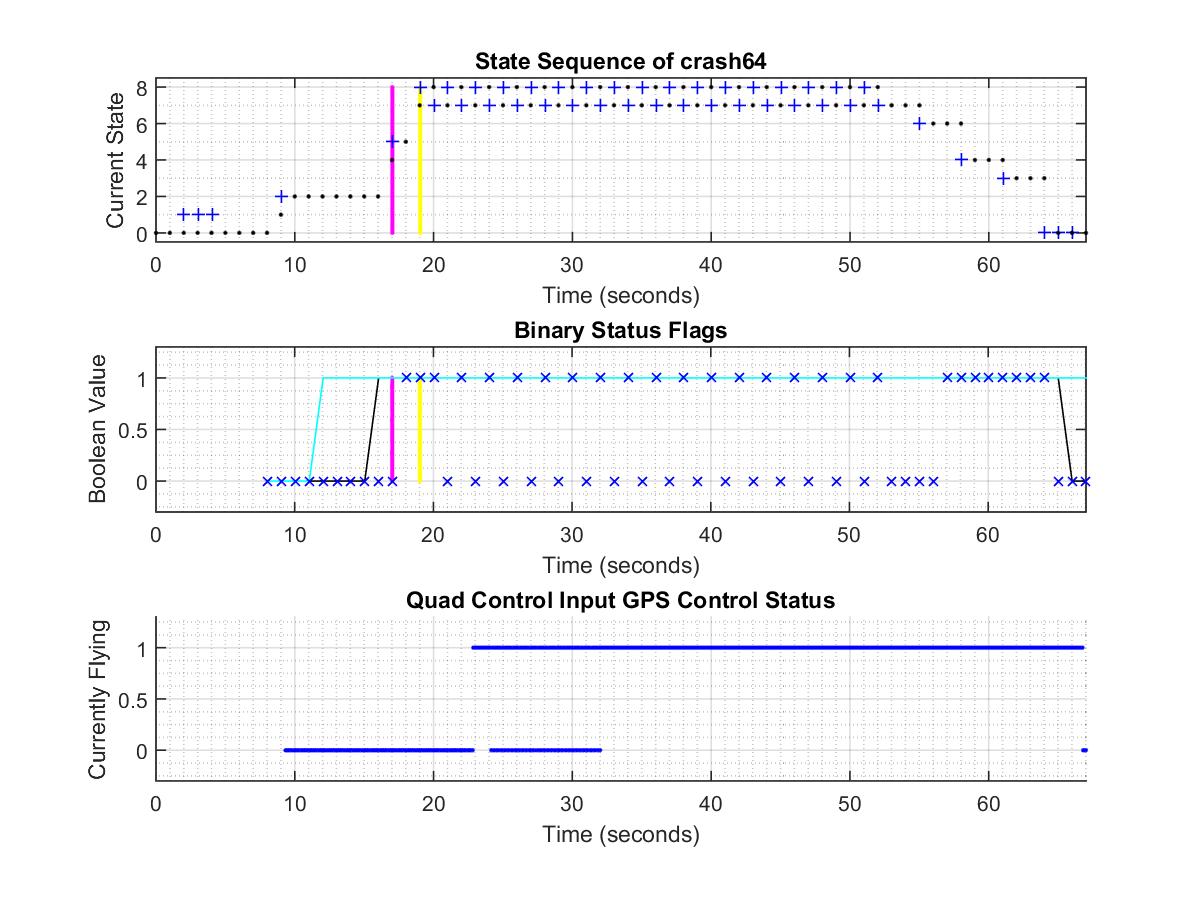 State Sequence of crash64
8
6
4
2
0
Current State
0 10 20 30 40 50 60
Time (seconds)
Binary Status Flags
1
0.5
0
Boolean Value
0 10 20 30 40 50 60
Time (seconds)
Quad Control Input GPS Control Status
1
0.5
0
Currently Flying
0 10 20 30 40 50 60
Time (seconds)